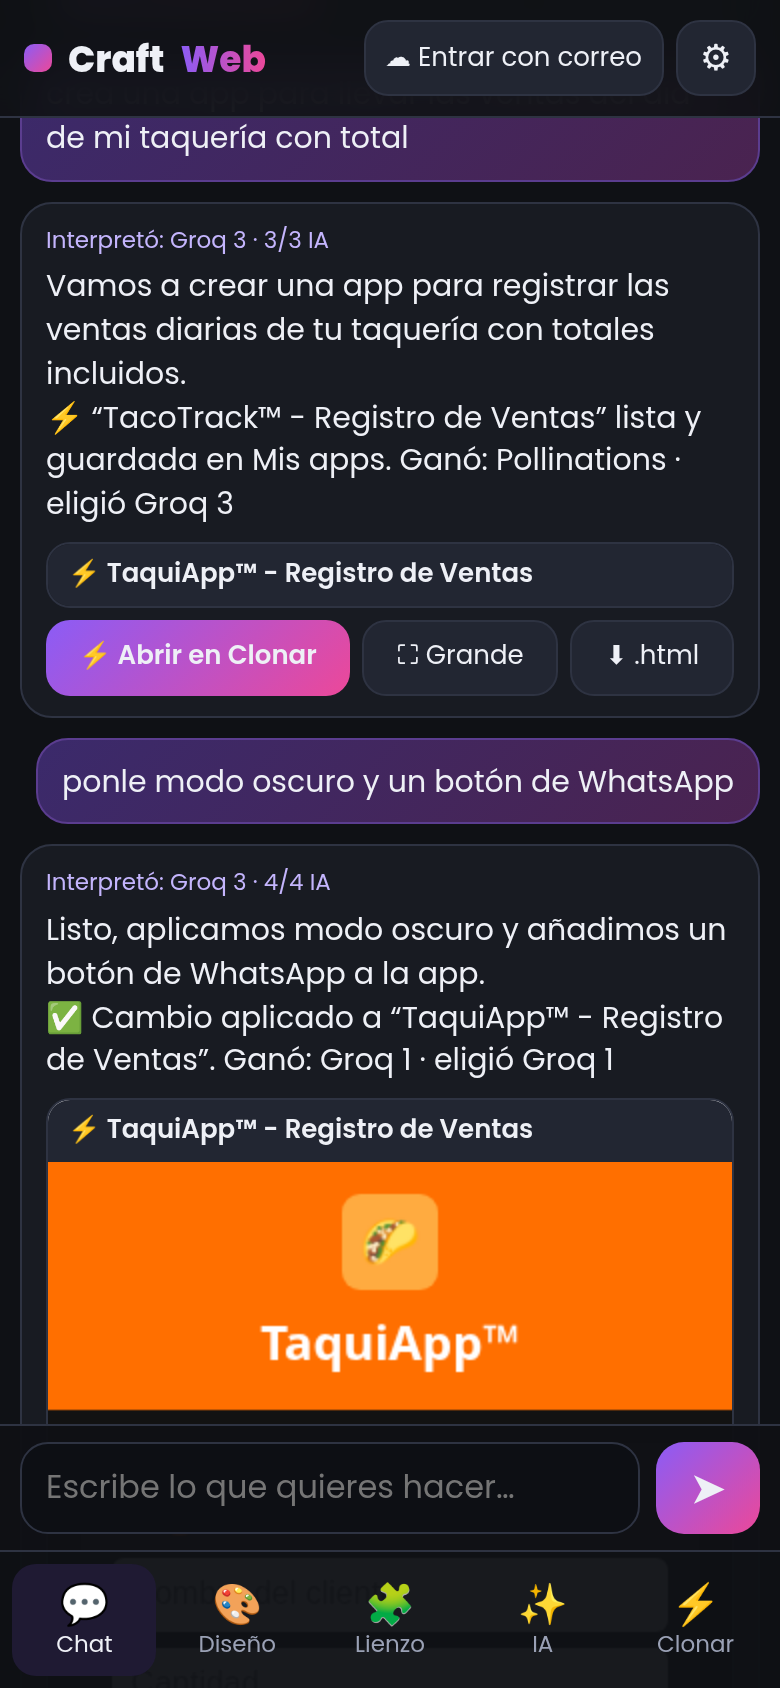 Craft Web
☁ Entrar con correo
de mi taquería con total
Interpretó: Groq 3 · 3/3 IA
Vamos a crear una app para registrar las
ventas diarias de tu taquería con totales
incluidos.
⚡ “TacoTrack™ - Registro de Ventas” lista y
guardada en Mis apps. Ganó: Pollinations ·
eligió Groq 3
⚡ TaquiApp™ - Registro de Ventas
⚡ Abrir en Clonar
⛶ Grande
⬇ .html
ponle modo oscuro y un botón de WhatsApp
Interpretó: Groq 3 · 4/4 IA
Listo, aplicamos modo oscuro y añadimos un
botón de WhatsApp a la app.
✅ Cambio aplicado a “TaquiApp™ - Registro
de Ventas”. Ganó: Groq 1 · eligió Groq 1
⚡ TaquiApp™ - Registro de Ventas
TaquiApp™
Escribe lo que quieres hacer...
Chat
Diseño
Lienzo
IA
Clonar
Cantidad